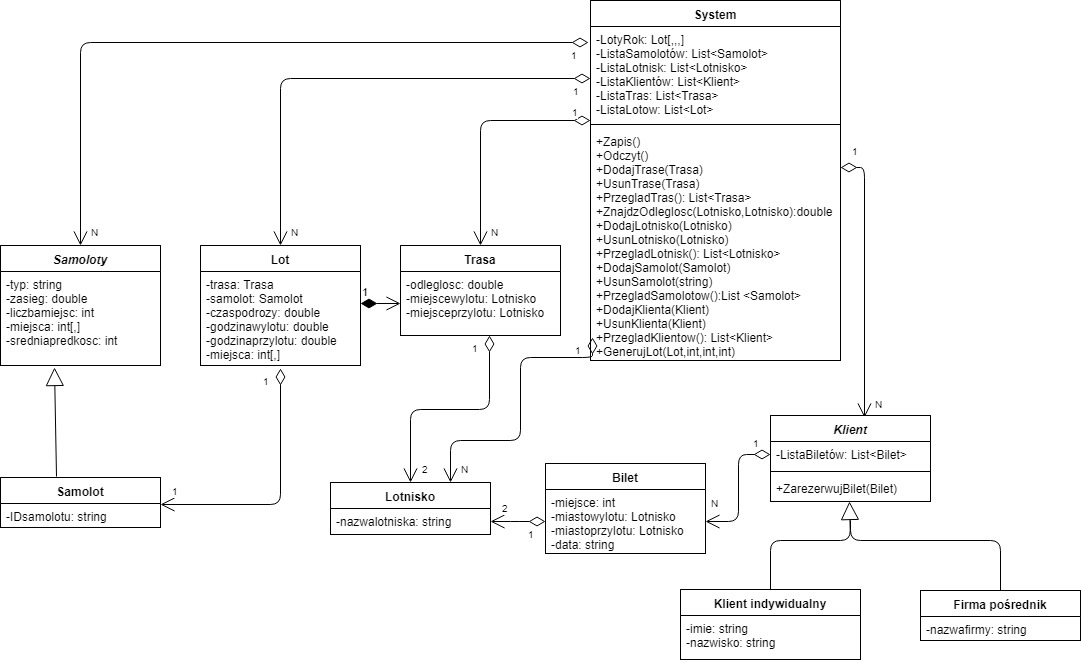 System
-LotyRok: Lot[,,,]
-ListaSamolotów: List<Samolot>
-ListaLotnisk: List<Lotnisko>
-ListaKlientów: List<Klient>
-ListaTras: List<Trasa>
-ListaLotow: List<Lot>
+Zapis()
+Odczyt()
+DodajTrase(Trasa)
+UsunTrase(Trasa)
+PrzegladTras(): List<Trasa>
+ZnajdzOdleglosc(Lotnisko,Lotnisko):double
+DodajLotnisko(Lotnisko)
+UsunLotnisko(Lotnisko)
+PrzegladLotnisk(): List<Lotnisko>
+DodajSamolot(Samolot)
+UsunSamolot(string)
+PrzegladSamolotow():List <Samolot>
+DodajKlienta(Klient)
+UsunKlienta(Klient)
+PrzegladKlientow(): List<Klient>
+GenerujLot(Lot,int,int,int)
1
1
1
1
1
N
N
N
N
Samoloty
-typ: string
-zasieg: double
-liczbamiejsc: int
-miejsca: int[,]
-sredniapredkosc: int
Lot
-trasa: Trasa
-samolot: Samolot
-czaspodrozy: double
-godzinawylotu: double
-godzinaprzylotu: double
-miejsca: int[,]
1
Trasa
-odleglosc: double
-miejscewylotu: Lotnisko
-miejsceprzylotu: Lotnisko
1
1
2
N
Klient
-ListaBiletów: List<Bilet>
+ZarezerwujBilet(Bilet)
1
N
Samolot
-IDsamolotu: string
1
Lotnisko
-nazwalotniska: string
2
1
Bilet
-miejsce: int
-miastowylotu: Lotnisko
-miastoprzylotu: Lotnisko
-data: string
Klient indywidualny
-imie: string
-nazwisko: string
Firma pośrednik
-nazwafirmy: string